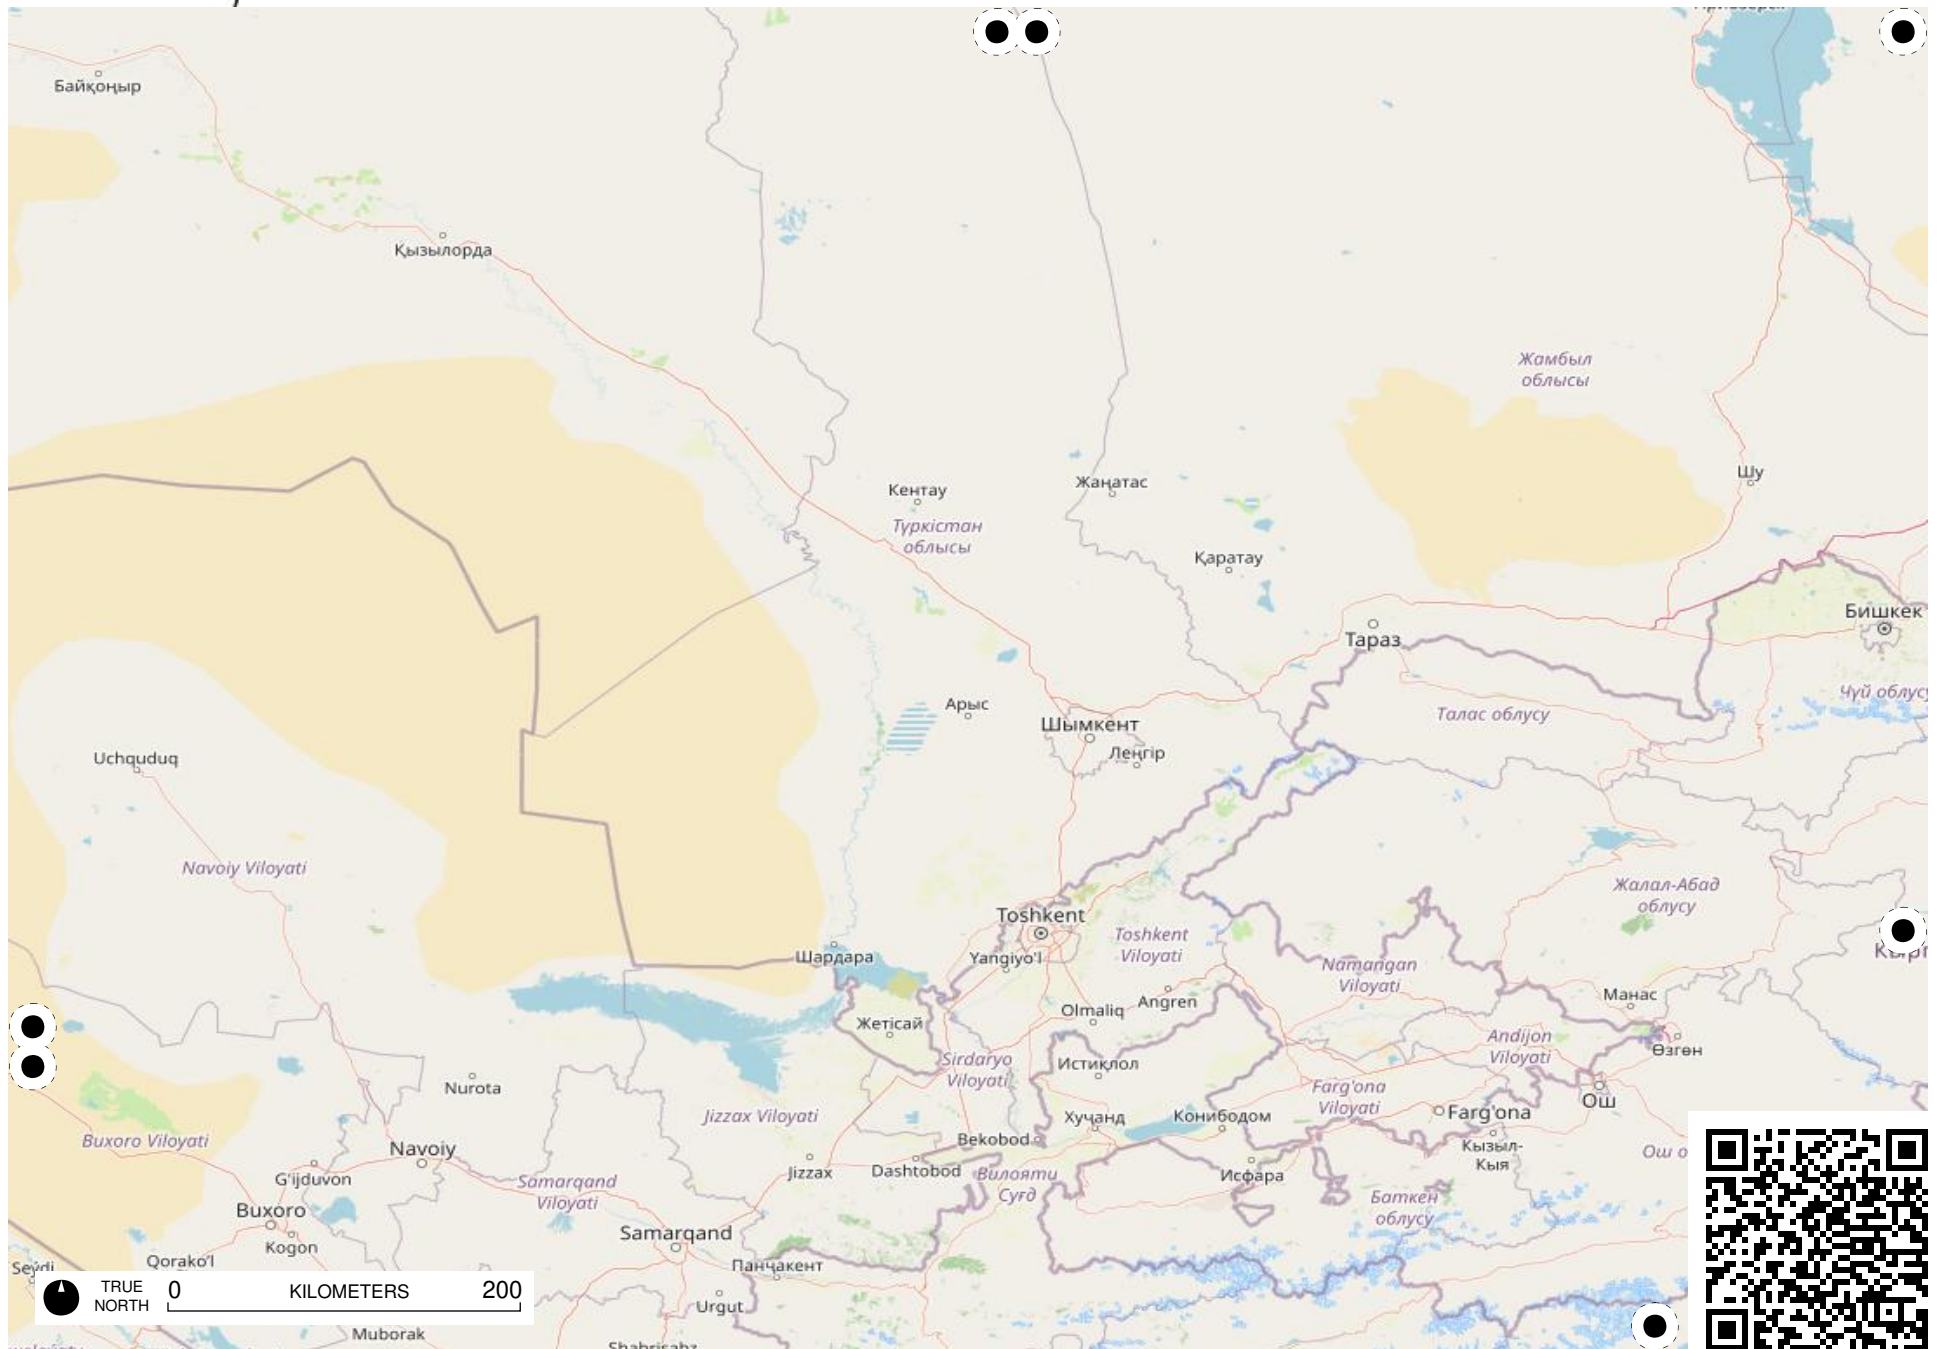 Байқоңыр
Қызылорда
Жамбыл
облысы
Шу
Кентау
Жаңатас
Түркістан
облысы
Қаратау
Бишкек
Тараз
Чүй облусу
Арыс
Талас облусу
Шымкент
Леңгір
Uchquduq
Navoiy Viloyati
Жалал-Абад
облусу
Toshkent
Toshkent
Viloyati
Шардара
Yangiyo'l
Namangan
Viloyati
Манас
Angren
Olmaliq
Жетісай
Andijon
Viloyati
Өзгөн
Sirdaryo
Viloyati
Истиқлол
Nurota
Farg'ona
Viloyati
Ош
Jizzax Viloyati
Хучанд
Конибодом
Farg'ona
Buxoro Viloyati
Bekobod
Кызыл-
Кыя
Navoiy
Jizzax
Dashtobod
Вилояти
Суғд
Исфара
G'ijduvon
Samarqand
Viloyati
Баткен
облусу
Buxoro
Samarqand
Kogon
Qorako'l
Панҷакент
Seýdi
TRUE
NORTH
0 KILOMETERS 200
Urgut
Muborak